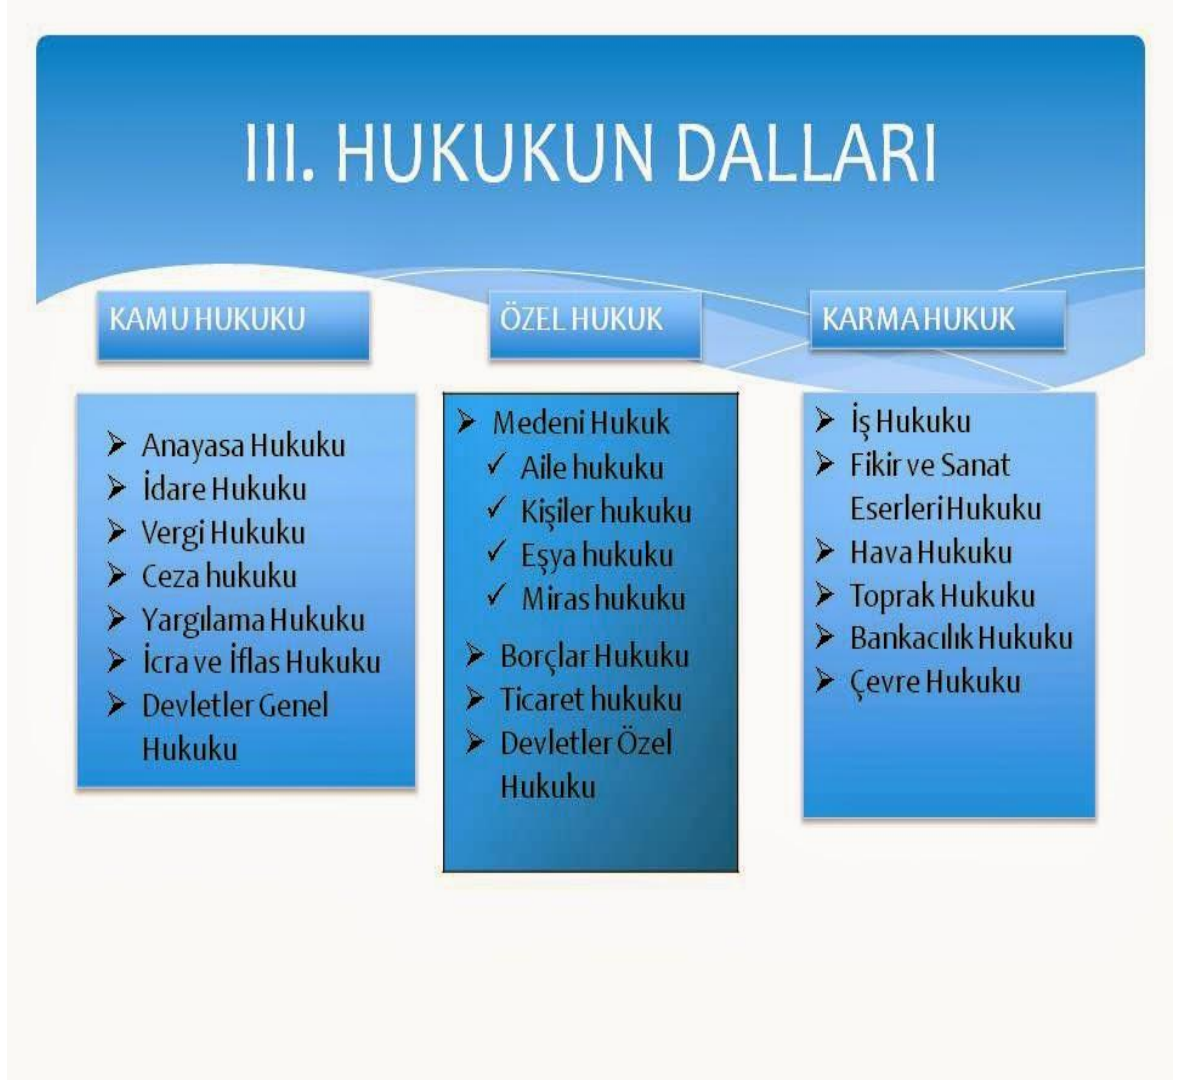 III. HUKUKUN DALLARI
KAMU HUKUKU
Anayasa Hukuku
İdare Hukuku
Vergi Hukuku
Ceza hukuku
Yargılama Hukuku
İcra ve İflas Hukuku
Devletler Genel
Hukuku
ÖZEL HUKUK
Medeni Hukuk
Aile hukuku
Kişiler hukuku
Eşya hukuku
Miras hukuku
Borçlar Hukuku
Ticaret hukuku
Devletler Özel
Hukuku
KARMA HUKUK
İş Hukuku
Fikir ve Sanat
Eserleri Hukuku
Hava Hukuku
Toprak Hukuku
Bankacılık Hukuku
Çevre Hukuku